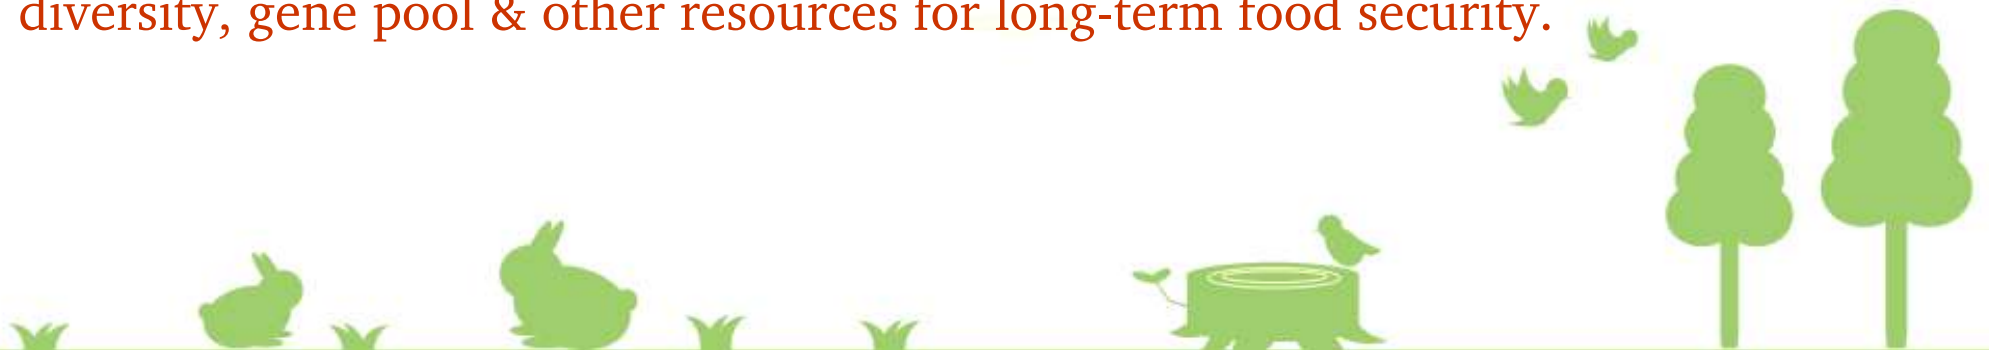 diversity, gene pool & other resources for long-term food security.